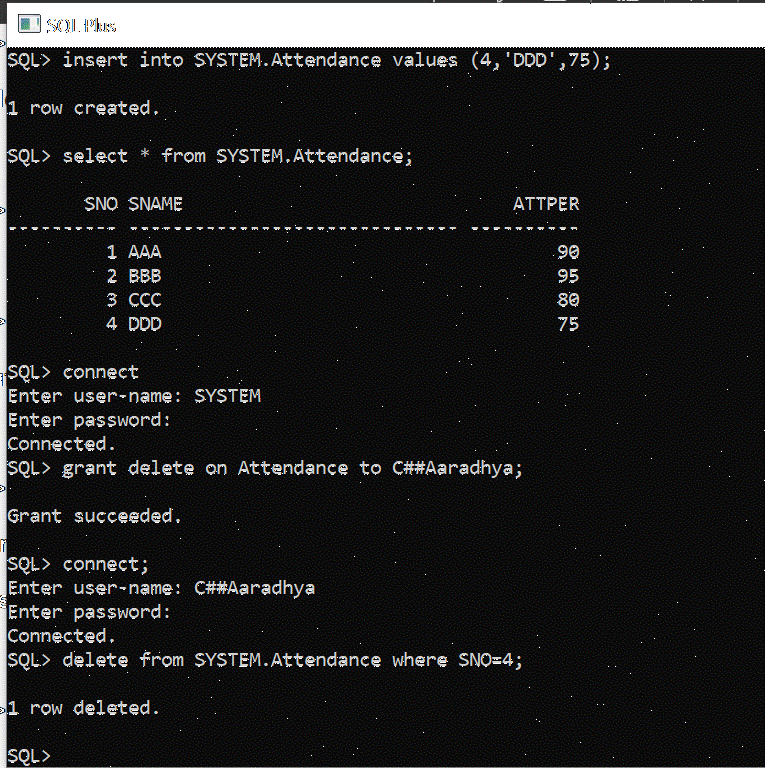 SQL Plus
SQL> insert into SYSTEM.Attendance values (4,'DDD',75);
1 row created.
SQL> select * from SYSTEM.Attendance;
SNO SNAME ATTPER
---------- ------------------------------ ----------
1 AAA 90
2 BBB 95
3 CCC 80
4 DDD 75
SQL> connect
Enter user-name: SYSTEM
Enter password:
Connected.
SQL> grant delete on Attendance to C##Aaradhya;
Grant succeeded.
SQL> connect;
Enter user-name: C##Aaradhya
Enter password:
Connected.
SQL> delete from SYSTEM.Attendance where SNO=4;
1 row deleted.
SQL>